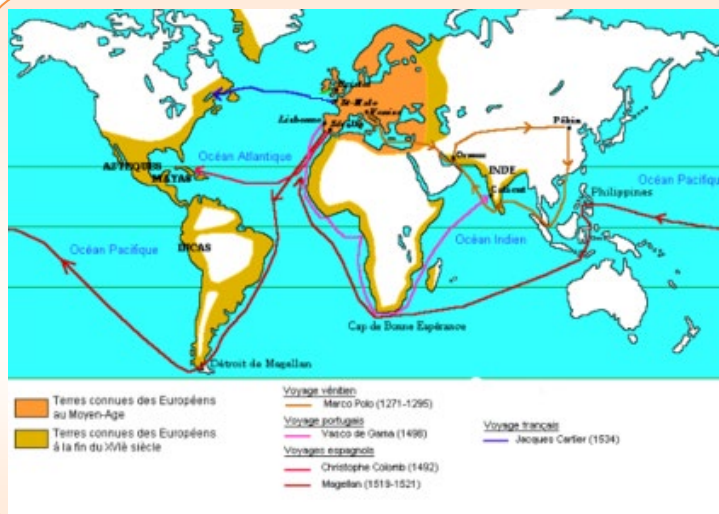 Bristol
St-Malo
Venise
Lisbonne
Séville
Pékin
Ormuz
AZTEQUES
MAYAS
Océan Atlantique
INDE
Calicut
Philippines
Océan Pacifique
Océan Pacifique
INCAS
Océan Indien
Cap de Bonne Espérance
Détroit de Magellan
Terres connues des Européens
au Moyen-Age
Terres connues des Européens
à la fin du XVIè siècle
Voyage vénitien
Marco Polo (1271-1295)
Voyage portugais
Vasco de Gama (1498)
Voyages espagnols
Christophe Colomb (1492)
Magellan (1519-1521)
Voyage français
Jacques Cartier (1534)